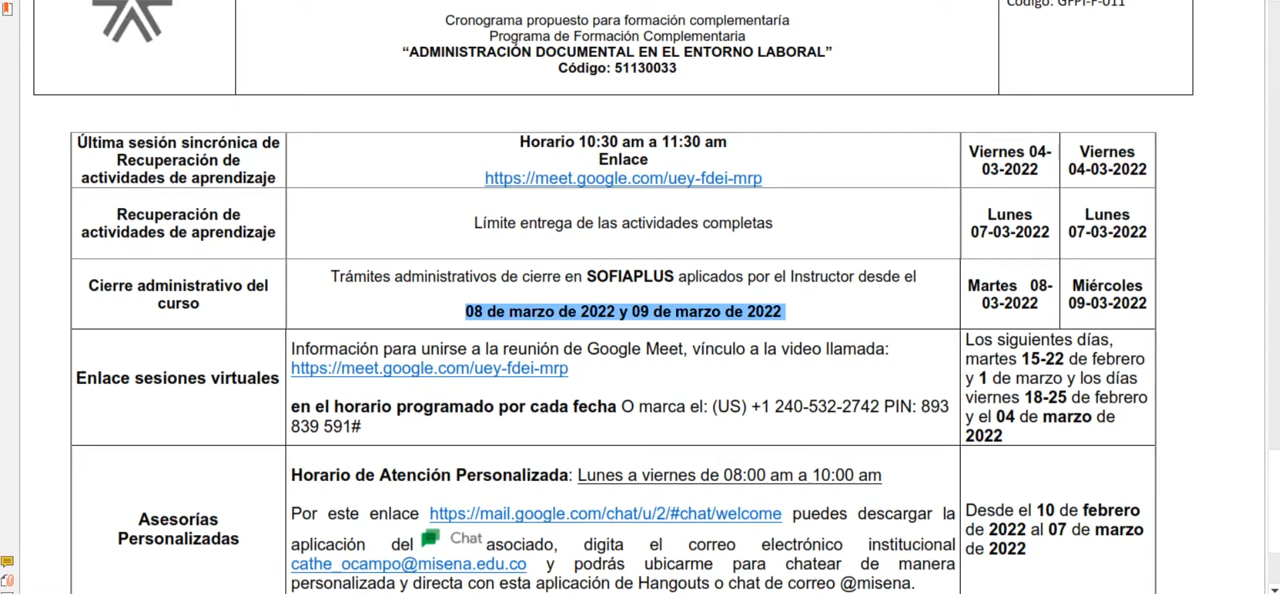 Código: GFPI-F-011
Cronograma propuesto para formación complementaría
Programa de Formación Complementaria
“ADMINISTRACIÓN DOCUMENTAL EN EL ENTORNO LABORAL”
Código: 51130033
Última sesión sincrónica de
Recuperación de
actividades de aprendizaje
Horario 10:30 am a 11:30 am
Enlace
https://meet.google.com/uey-fdei-mrp
Viernes 04-
03-2022
Viernes
04-03-2022
Recuperación de
actividades de aprendizaje
Límite entrega de las actividades completas
Lunes
07-03-2022
Lunes
07-03-2022
Cierre administrativo del
curso
Trámites administrativos de cierre en SOFIAPLUS aplicados por el Instructor desde el
08 de marzo de 2022 y 09 de marzo de 2022
Martes 08-
03-2022
Miércoles
09-03-2022
Enlace sesiones virtuales
Información para unirse a la reunión de Google Meet, vínculo a la video llamada:
https://meet.google.com/uey-fdei-mrp
en el horario programado por cada fecha O marca el: (US) +1 240-532-2742 PIN: 893
839 591#
Los siguientes días,
martes 15-22 de febrero
y 1 de marzo y los días
viernes 18-25 de febrero
y el 04 de marzo de
2022
Asesorías
Personalizadas
Horario de Atención Personalizada: Lunes a viernes de 08:00 am a 10:00 am
Por este enlace https://mail.google.com/chat/u/2/#chat/welcome puedes descargar la
aplicación del Chat asociado, digita el correo electrónico institucional
cathe_ocampo@misena.edu.co y podrás ubicarme para chatear de manera
personalizada y directa con esta aplicación de Hangouts o chat de correo @misena.
Desde el 10 de febrero
de 2022 al 07 de marzo
de 2022